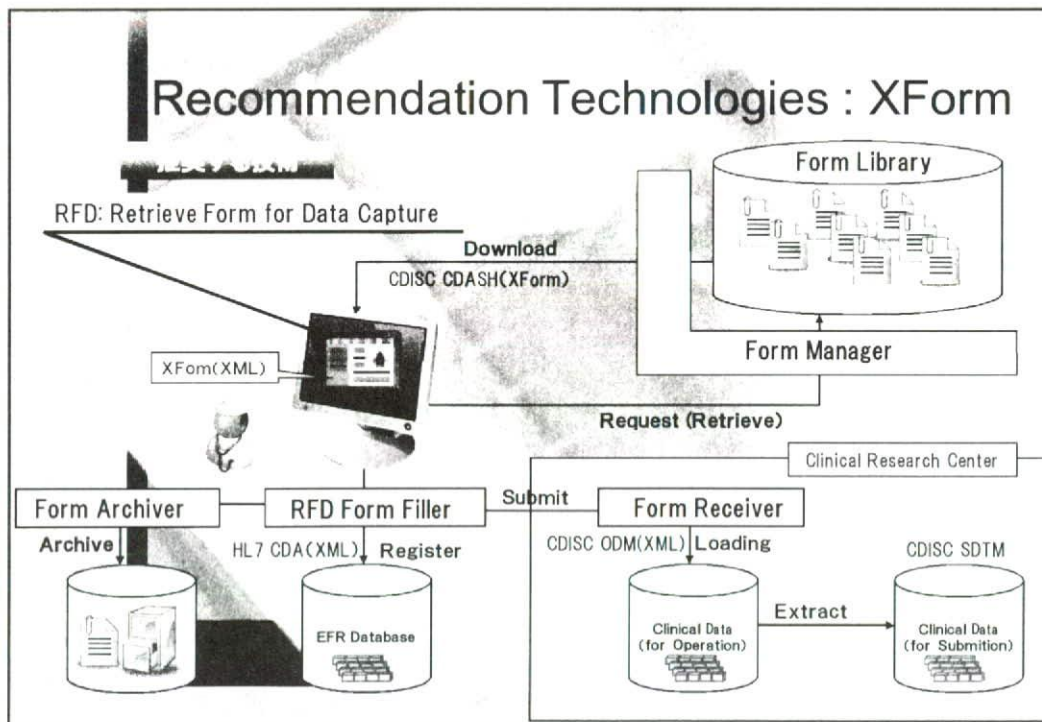 Recommendation Technologies : XForm
RFD: Retrieve Form for Data Capture
Form Library
Download
CDISC CDASH(XForm)
Form Manager
XFom(XML)
Request (Retrieve)
Clinical Research Center
Form Archiver
RFD Form Filler
Submit
Form Receiver
Archive
HL7 CDA(XML)
Register
CDISC ODM(XML)
Loading
CDISC SDTM
EFR Database
Clinical Data
(for Operation)
Extract
Clinical Data
(for Submition)